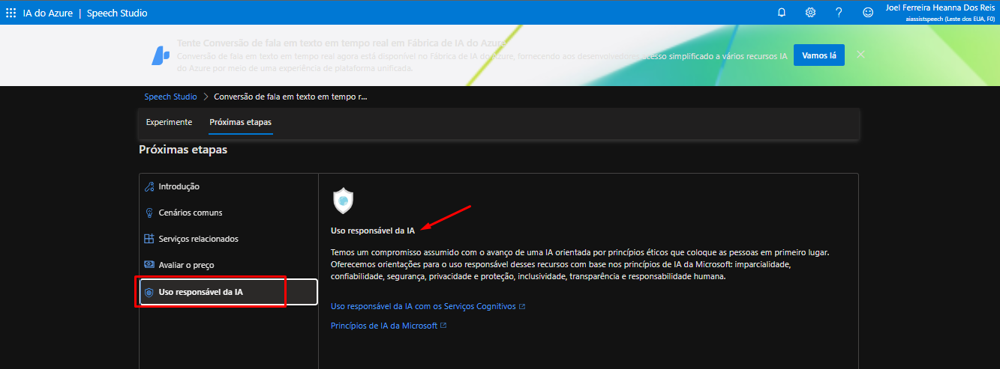 IA do Azure | Speech Studio
Joel Ferreira Heanna Dos Reis
aiassistspeech (Leste dos EUA, F0)
Tente Conversão de fala em texto em tempo real em Fábrica de IA do Azure
Conversão de fala em texto em tempo real agora está disponível no Fábrica de IA do Azure, fornecendo aos desenvolvedores acesso simplificado a vários recursos IA
do Azure por meio de uma experiência de plataforma unificada.
Vamos lá
Speech Studio > Conversão de fala em texto em tempo r...
Experimente
Próximas etapas
Próximas etapas
Introdução
Cenários comuns
Serviços relacionados
Avaliar o preço
Uso responsável da IA
Uso responsável da IA
Temos um compromisso assumido com o avanço de uma IA orientada por princípios éticos que coloque as pessoas em primeiro lugar.
Oferecemos orientações para o uso responsável desses recursos com base nos princípios de IA da Microsoft: imparcialidade,
confiabilidade, segurança, privacidade e proteção, inclusividade, transparência e responsabilidade humana.
Uso responsável da IA com os Serviços Cognitivos
Princípios de IA da Microsoft